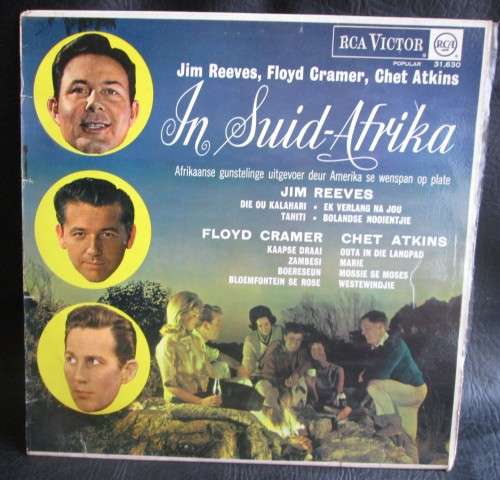 RCA VICTOR
RCA
POPULAR 31.630
Jim Reeves, Floyd Cramer, Chet Atkins
In Suid-Afrika
Afrikaanse gunstelinge uitgevoer deur Amerika se wenspan op plate
JIM REEVES
DIE OU KALAHARI • EK VERLANG NA JOU
TAHITI • BOLANDSE NOOIENTJIE
FLOYD CRAMER
KAAPSE DRAAI
ZAMBESI
BOERESEUN
BLOEMFONTEIN SE ROSE
CHET ATKINS
OUTA IN DIE LANGPAD
MARIE
MOSSIE SE MOSES
WESTEWINDJIE